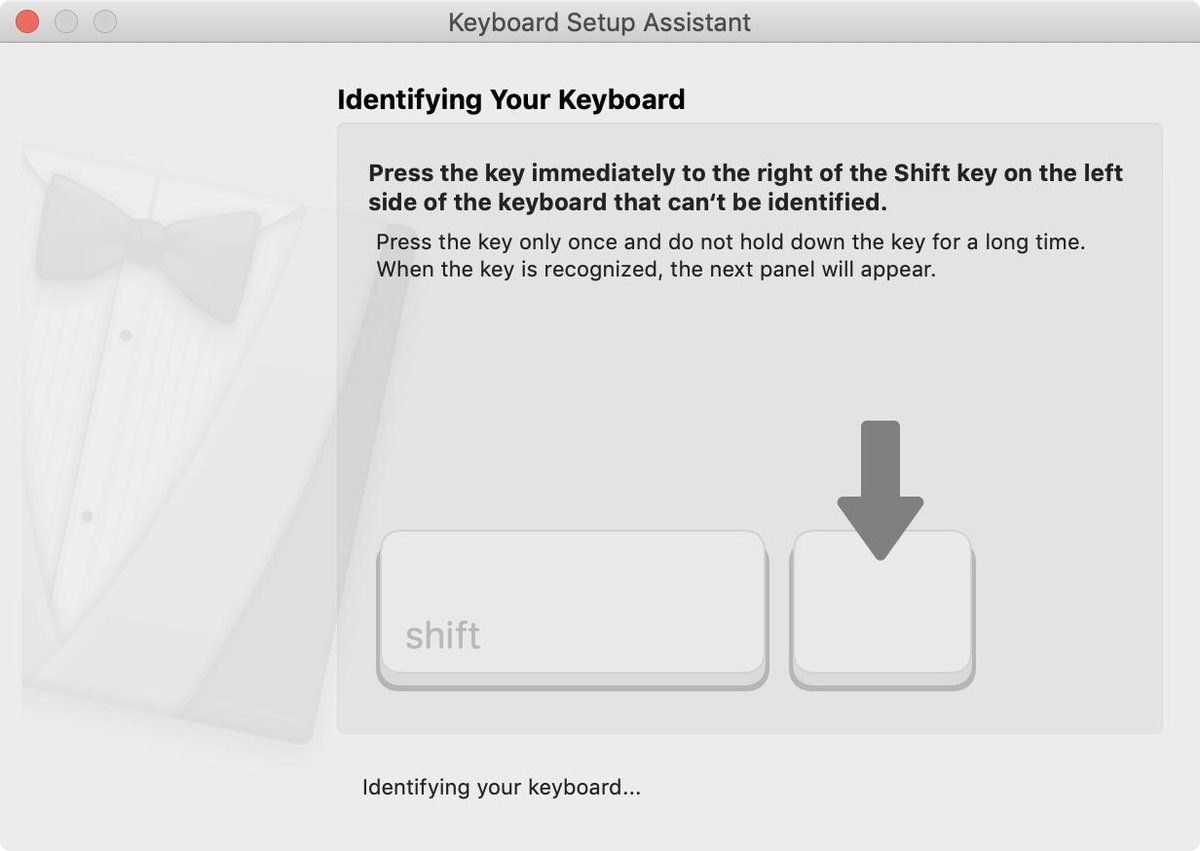 Keyboard Setup Assistant
Identifying Your Keyboard
Press the key immediately to the right of the Shift key on the left
side of the keyboard that can‘t be identified.
Press the key only once and do not hold down the key for a long time.
When the key is recognized, the next panel will appear.
shift
Identifying your keyboard...